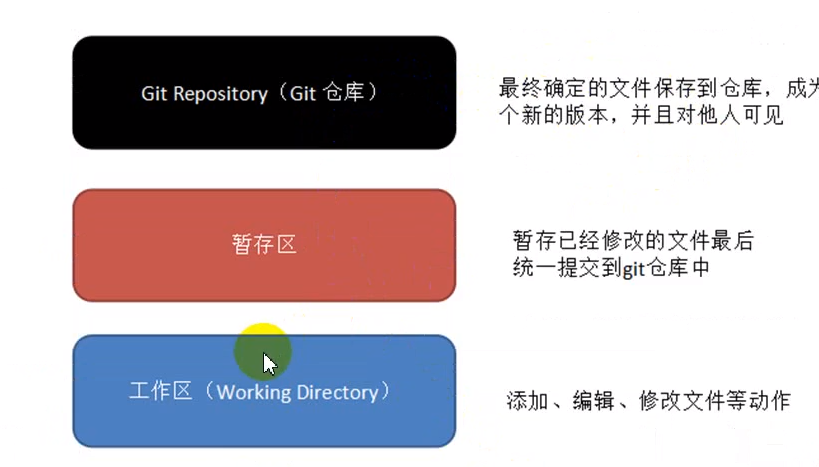 Git Repository（Git 仓库）
最终确定的文件保存到仓库，成为
个新的版本，并且对他人可见
暂存区
暂存已经修改的文件最后
统一提交到git仓库中
工作区（Working Directory）
添加、编辑、修改文件等动作